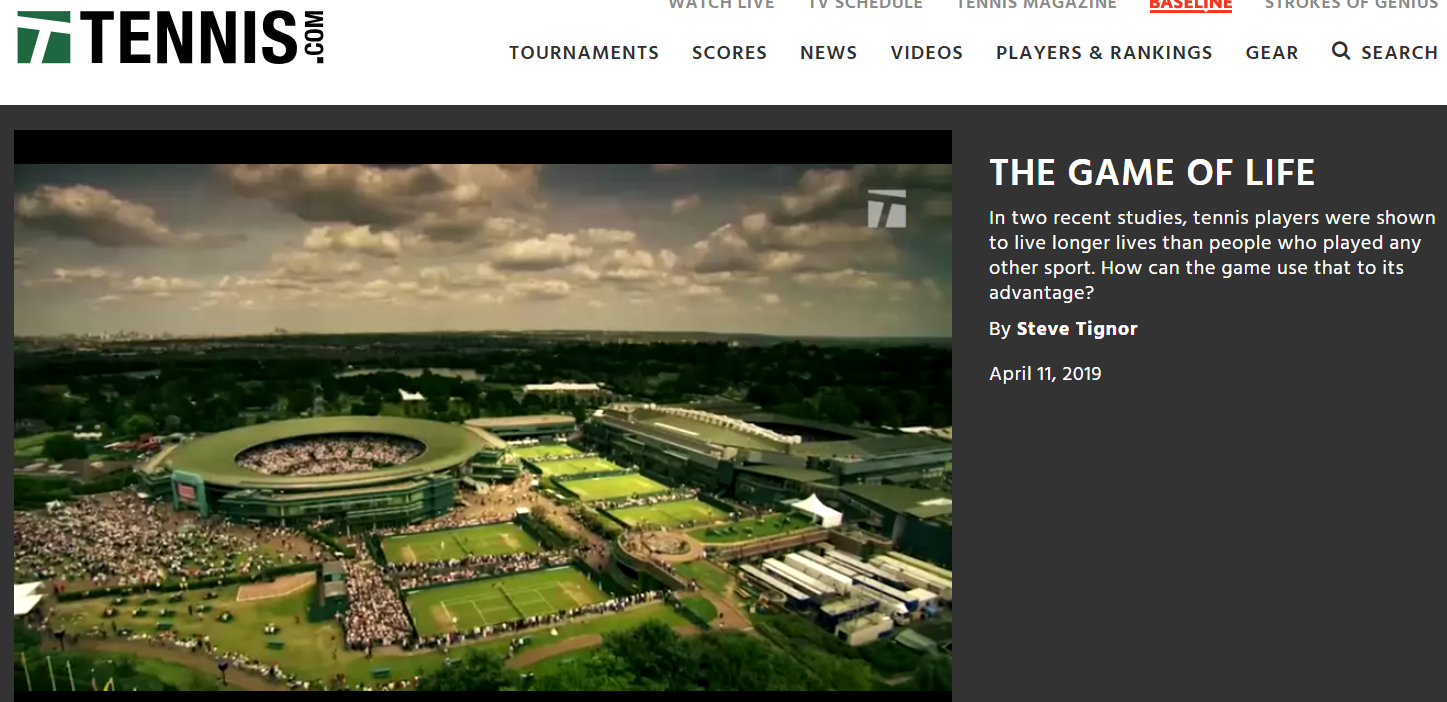 WATCH LIVE TV SCHEDULE TENNIS MAGAZINE BASELINE STROKES OF GENIUS
TENNIS.COM
TOURNAMENTS SCORES NEWS VIDEOS PLAYERS & RANKINGS GEAR SEARCH
THE GAME OF LIFE
In two recent studies, tennis players were shown
to live longer lives than people who played any
other sport. How can the game use that to its
advantage?
By Steve Tignor
April 11, 2019